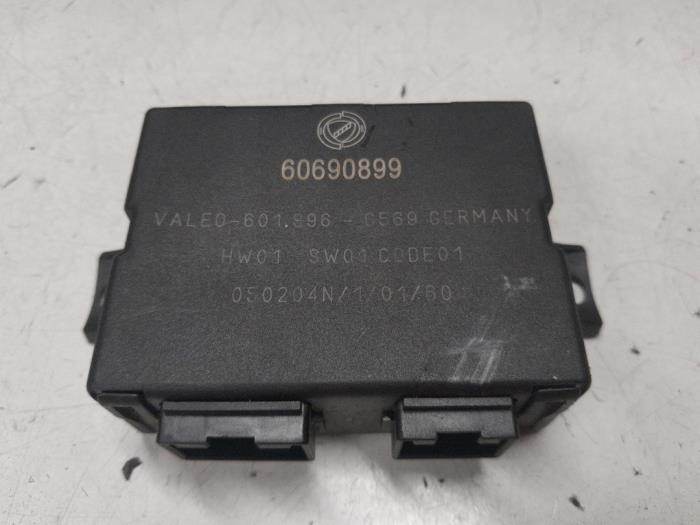 60690899
VALEO-601.896 - C569 GERMANY
HW01 SW01 CODE01
050204N/1/01/60